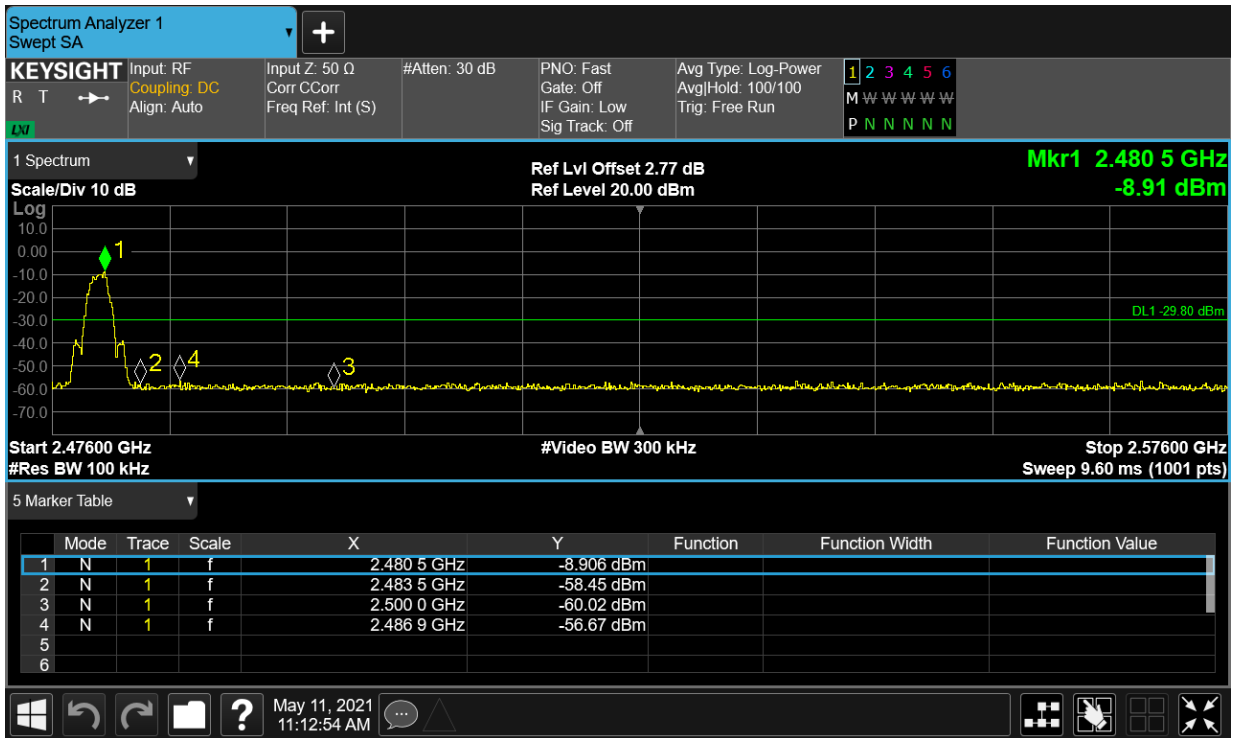 Spectrum Analyzer 1
Swept SA
+
KEYSIGHT
R T
LXI
Input: RF
Coupling: DC
Align: Auto
Input Z: 50 Ω
Corr CCorr
Freq Ref: Int (S)
#Atten: 30 dB
PNO: Fast
Gate: Off
IF Gain: Low
Sig Track: Off
Avg Type: Log-Power
Avg|Hold: 100/100
Trig: Free Run
1 2 3 4 5 6
M W W W W W
P N N N N N
1 Spectrum
Scale/Div 10 dB
Ref Lvl Offset 2.77 dB
Ref Level 20.00 dBm
Mkr1 2.480 5 GHz
-8.91 dBm
Log
10.0
0.00
-10.0
-20.0
-30.0
-40.0
-50.0
-60.0
-70.0
1
2
4
3
DL1 -29.80 dBm
Start 2.47600 GHz
#Res BW 100 kHz
#Video BW 300 kHz
Stop 2.57600 GHz
Sweep 9.60 ms (1001 pts)
5 Marker Table
Mode Trace Scale X Y Function Function Width Function Value
1 N 1 f 2.480 5 GHz -8.906 dBm
2 N 1 f 2.483 5 GHz -58.45 dBm
3 N 1 f 2.500 0 GHz -60.02 dBm
4 N 1 f 2.486 9 GHz -56.67 dBm
5
6
?
May 11, 2021
11:12:54 AM